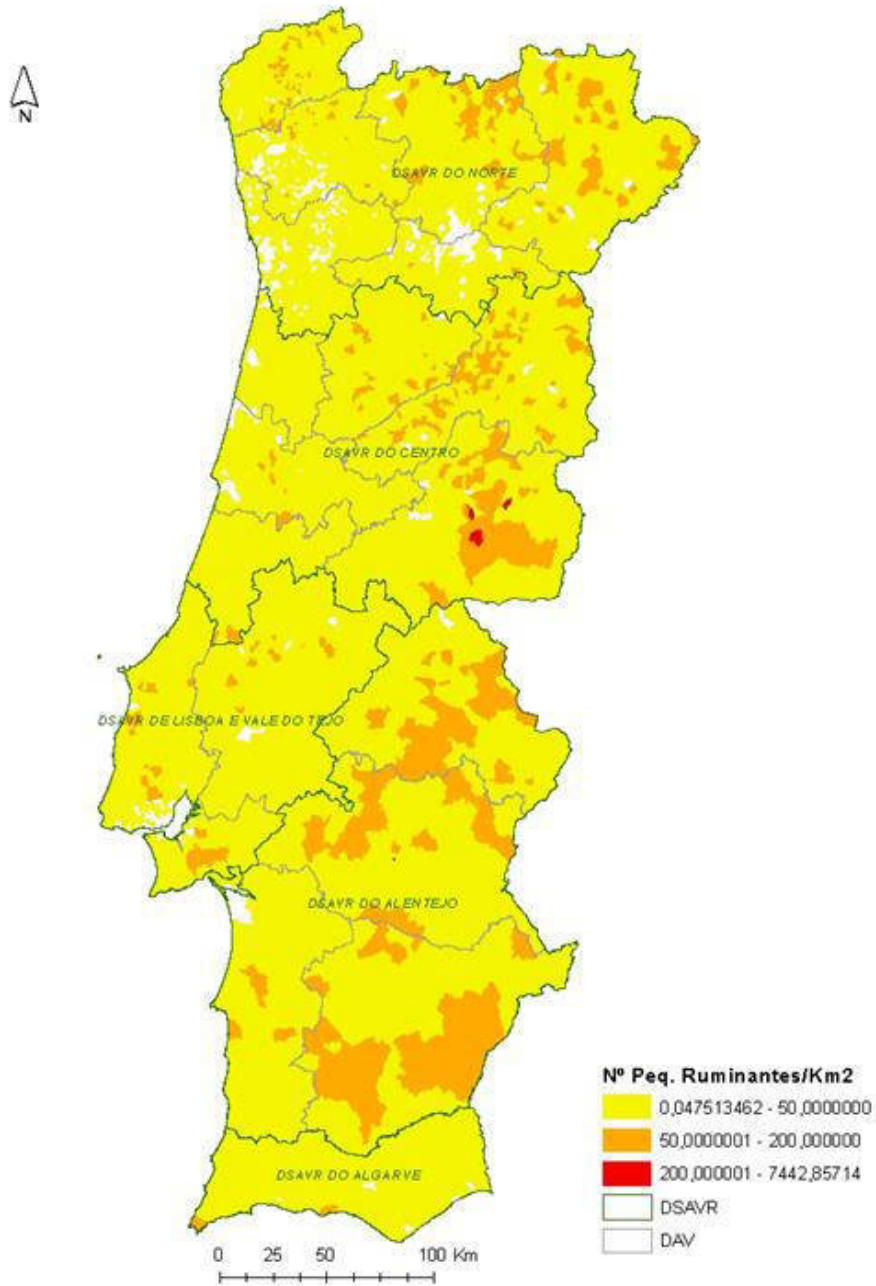 N
DSAVR DO NORTE
DSAVR DO CENTRO
DSAVR DE LISBOA E VALE DO TEJO
DSAVR DO ALENTEJO
DSAVR DO ALGARVE
Nº Peq. Ruminantes/Km2
0,047513462 - 50,0000000
50,0000001 - 200,000000
200,000001 - 7442,85714
DSAVR
DAV
0 25 50 100 Km